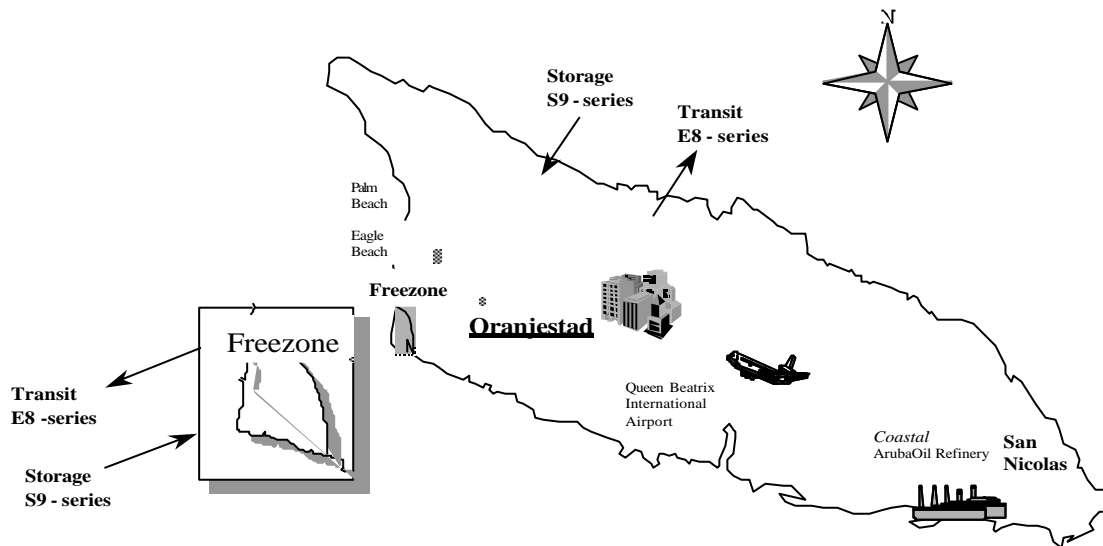 N
Storage
S9 - series
Transit
E8 - series
Palm
Beach
Eagle
Beach
Freezone
Oranjestad
Freezone
Transit
E8 -series
Storage
S9 - series
Queen Beatrix
International
Airport
Coastal
ArubaOil Refinery
San
Nicolas